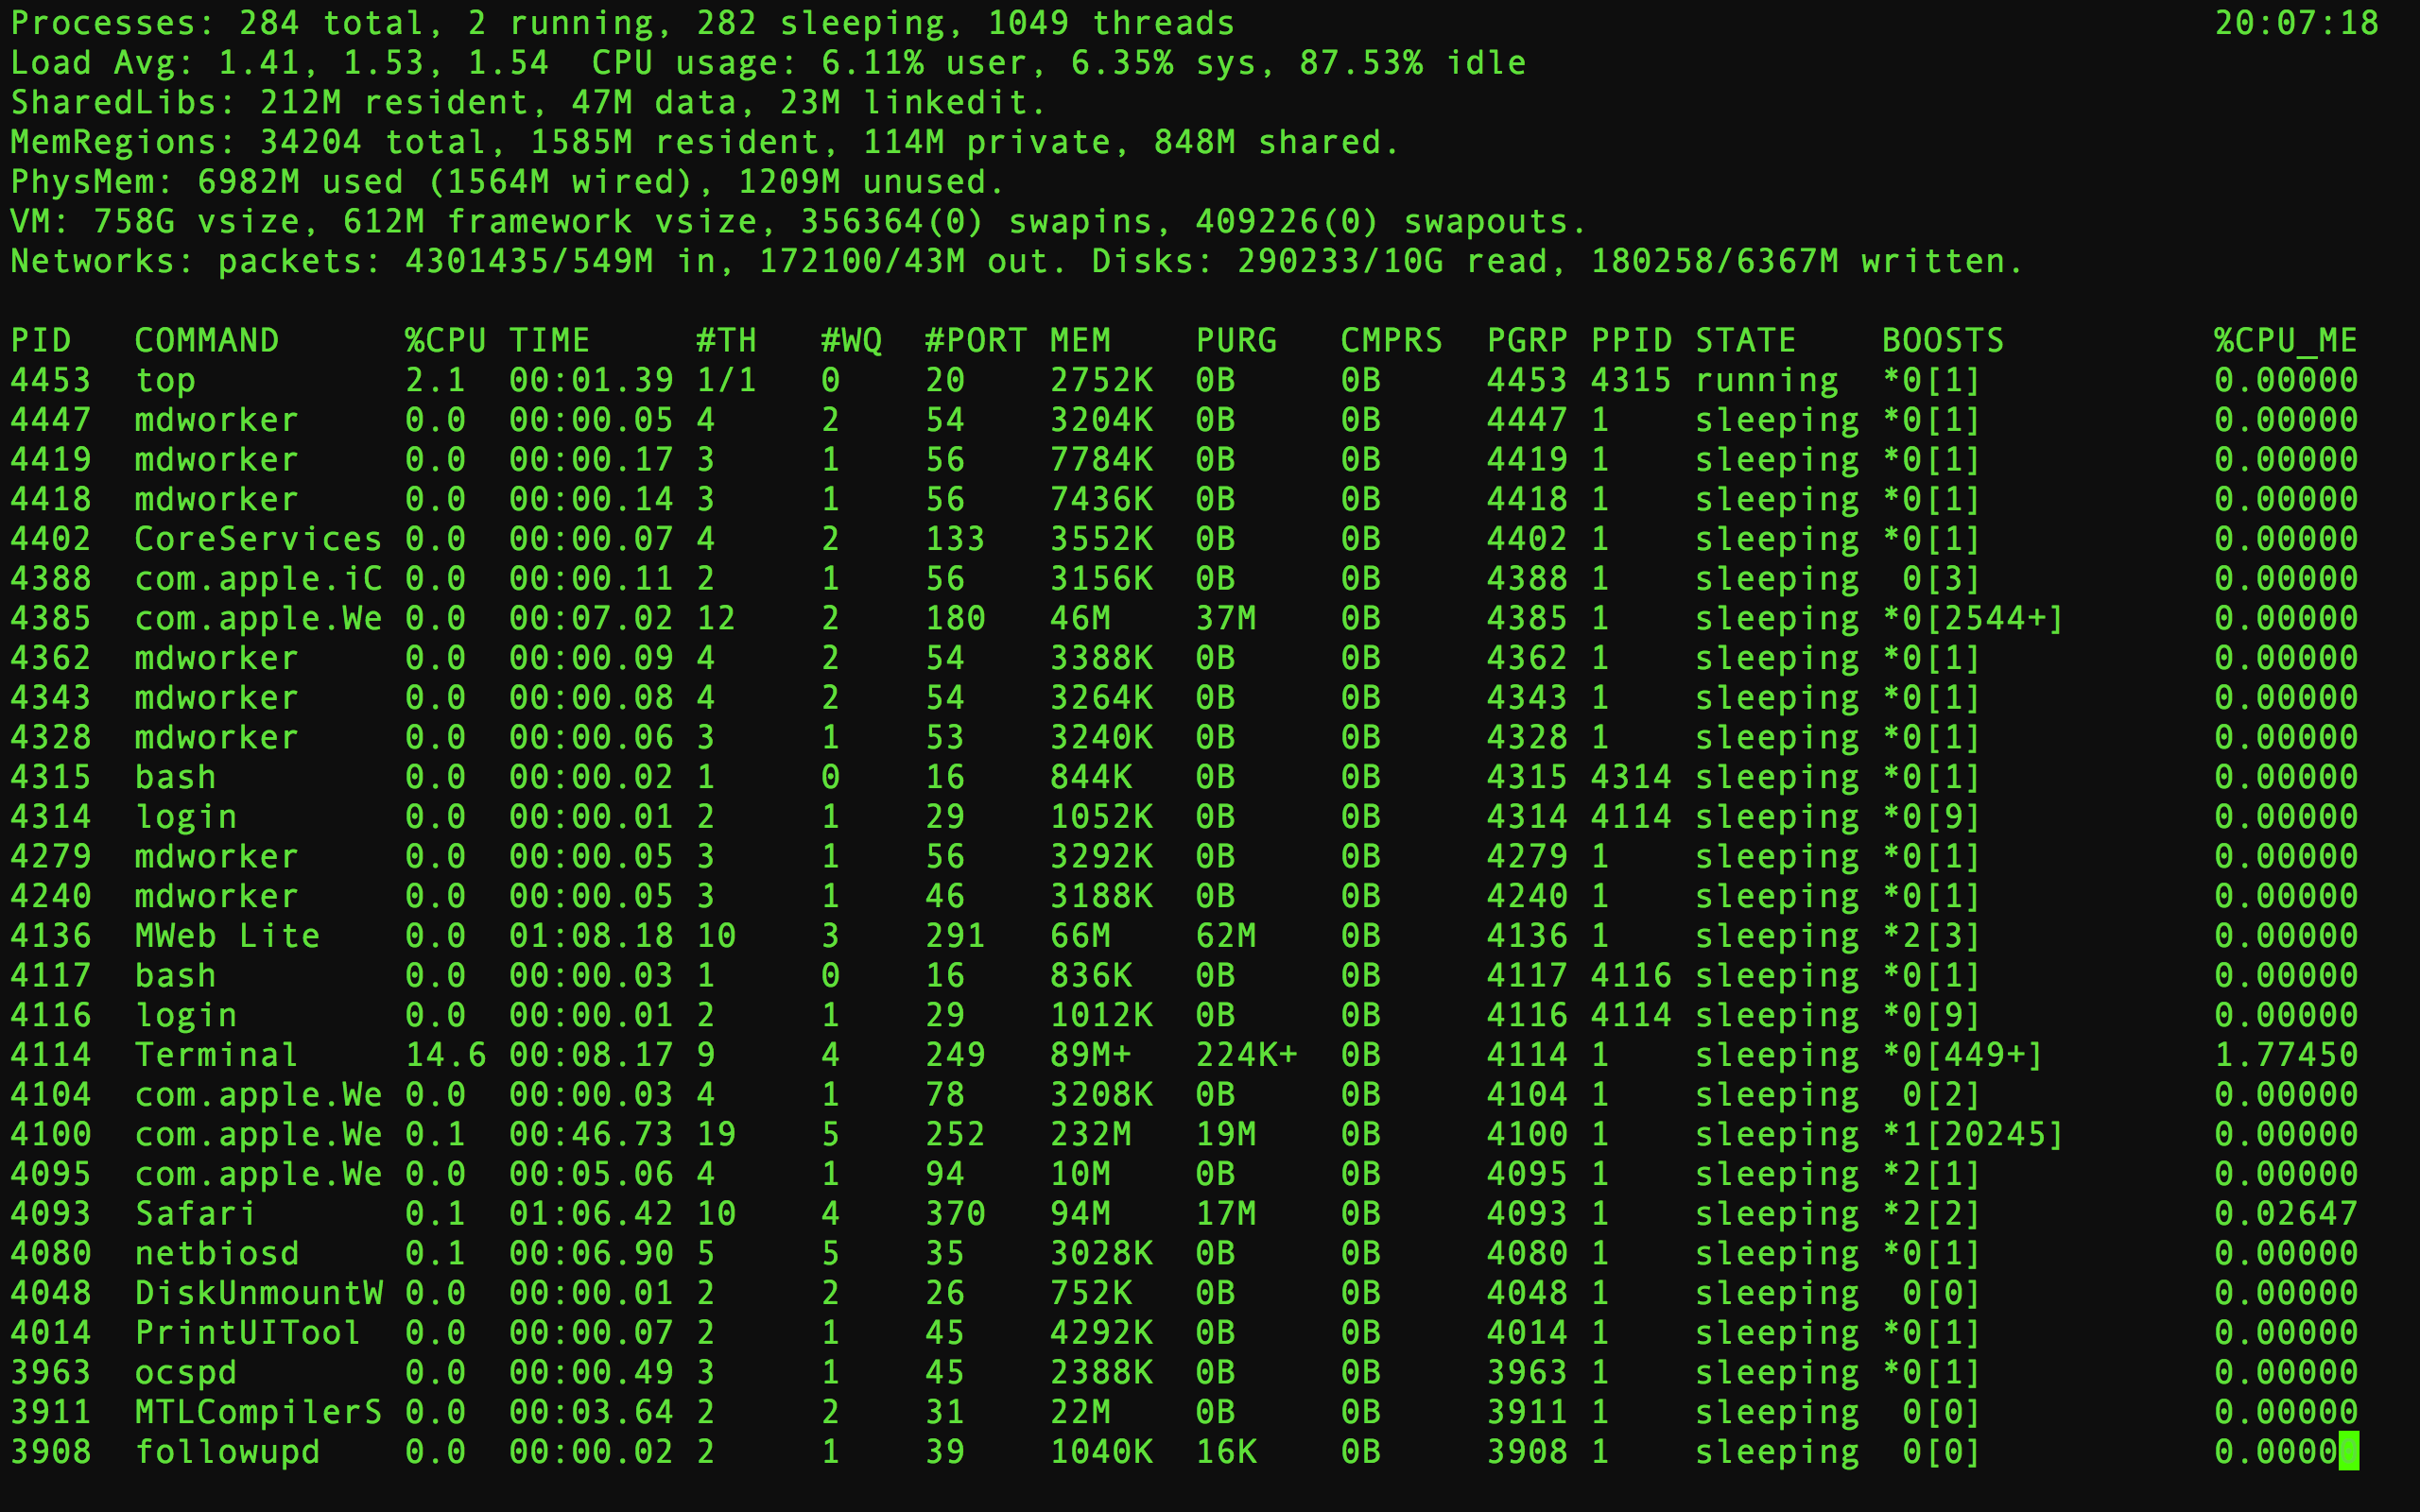 Processes: 284 total, 2 running, 282 sleeping, 1049 threads 20:07:18
Load Avg: 1.41, 1.53, 1.54  CPU usage: 6.11% user, 6.35% sys, 87.53% idle
SharedLibs: 212M resident, 47M data, 23M linkedit.
MemRegions: 34204 total, 1585M resident, 114M private, 848M shared.
PhysMem: 6982M used (1564M wired), 1209M unused.
VM: 758G vsize, 612M framework vsize, 356364(0) swapins, 409226(0) swapouts.
Networks: packets: 4301435/549M in, 172100/43M out. Disks: 290233/10G read, 180258/6367M written.
PID COMMAND %CPU TIME #TH #WQ #PORT MEM PURG CMPRS PGRP PPID STATE BOOSTS %CPU_ME
4453 top 2.1 00:01.39 1/1 0 20 2752K 0B 0B 4453 4315 running *0[1] 0.00000
4447 mdworker 0.0 00:00.05 4 2 54 3204K 0B 0B 4447 1 sleeping *0[1] 0.00000
4419 mdworker 0.0 00:00.17 3 1 56 7784K 0B 0B 4419 1 sleeping *0[1] 0.00000
4418 mdworker 0.0 00:00.14 3 1 56 7436K 0B 0B 4418 1 sleeping *0[1] 0.00000
4402 CoreServices 0.0 00:00.07 4 2 133 3552K 0B 0B 4402 1 sleeping *0[1] 0.00000
4388 com.apple.iC 0.0 00:00.11 2 1 56 3156K 0B 0B 4388 1 sleeping 0[3] 0.00000
4385 com.apple.We 0.0 00:07.02 12 2 180 46M 37M 0B 4385 1 sleeping *0[2544+] 0.00000
4362 mdworker 0.0 00:00.09 4 2 54 3388K 0B 0B 4362 1 sleeping *0[1] 0.00000
4343 mdworker 0.0 00:00.08 4 2 54 3264K 0B 0B 4343 1 sleeping *0[1] 0.00000
4328 mdworker 0.0 00:00.06 3 1 53 3240K 0B 0B 4328 1 sleeping *0[1] 0.00000
4315 bash 0.0 00:00.02 1 0 16 844K 0B 0B 4315 4314 sleeping *0[1] 0.00000
4314 login 0.0 00:00.01 2 1 29 1052K 0B 0B 4314 4114 sleeping *0[9] 0.00000
4279 mdworker 0.0 00:00.05 3 1 56 3292K 0B 0B 4279 1 sleeping *0[1] 0.00000
4240 mdworker 0.0 00:00.05 3 1 46 3188K 0B 0B 4240 1 sleeping *0[1] 0.00000
4136 MWeb Lite 0.0 01:08.18 10 3 291 66M 62M 0B 4136 1 sleeping *2[3] 0.00000
4117 bash 0.0 00:00.03 1 0 16 836K 0B 0B 4117 4116 sleeping *0[1] 0.00000
4116 login 0.0 00:00.01 2 1 29 1012K 0B 0B 4116 4114 sleeping *0[9] 0.00000
4114 Terminal 14.6 00:08.17 9 4 249 89M+ 224K+ 0B 4114 1 sleeping *0[449+] 1.77450
4104 com.apple.We 0.0 00:00.03 4 1 78 3208K 0B 0B 4104 1 sleeping 0[2] 0.00000
4100 com.apple.We 0.1 00:46.73 19 5 252 232M 19M 0B 4100 1 sleeping *1[20245] 0.00000
4095 com.apple.We 0.0 00:05.06 4 1 94 10M 0B 0B 4095 1 sleeping *2[1] 0.00000
4093 Safari 0.1 01:06.42 10 4 370 94M 17M 0B 4093 1 sleeping *2[2] 0.02647
4080 netbiosd 0.1 00:06.90 5 5 35 3028K 0B 0B 4080 1 sleeping *0[1] 0.00000
4048 DiskUnmountW 0.0 00:00.01 2 2 26 752K 0B 0B 4048 1 sleeping 0[0] 0.00000
4014 PrintUITool 0.0 00:00.07 2 1 45 4292K 0B 0B 4014 1 sleeping *0[1] 0.00000
3963 ocspd 0.0 00:00.49 3 1 45 2388K 0B 0B 3963 1 sleeping *0[1] 0.00000
3911 MTLCompilerS 0.0 00:03.64 2 2 31 22M 0B 0B 3911 1 sleeping 0[0] 0.00000
3908 followupd 0.0 00:00.02 2 1 39 1040K 16K 0B 3908 1 sleeping 0[0] 0.00000